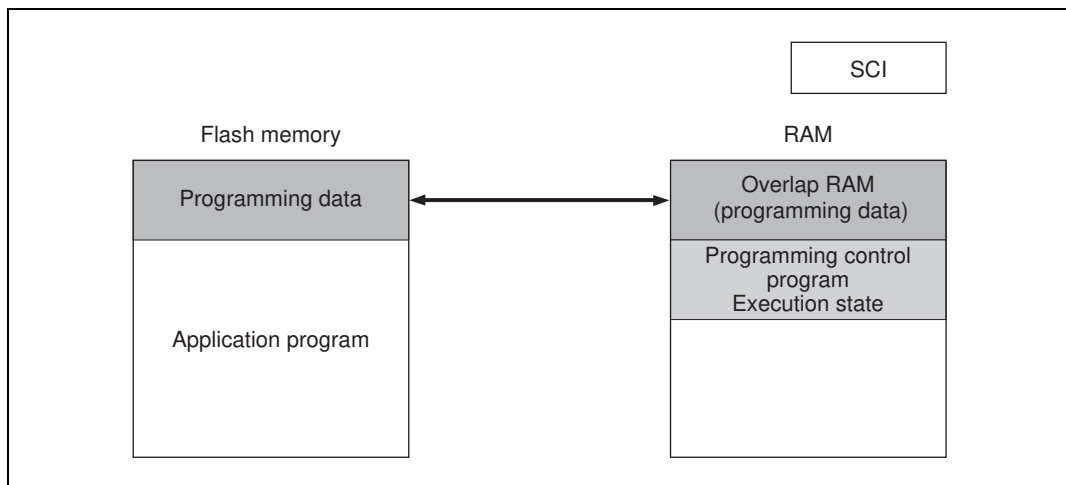 SCI
Flash memory
RAM
Programming data
Overlap RAM
(programming data)
Programming control
program
Execution state
Application program